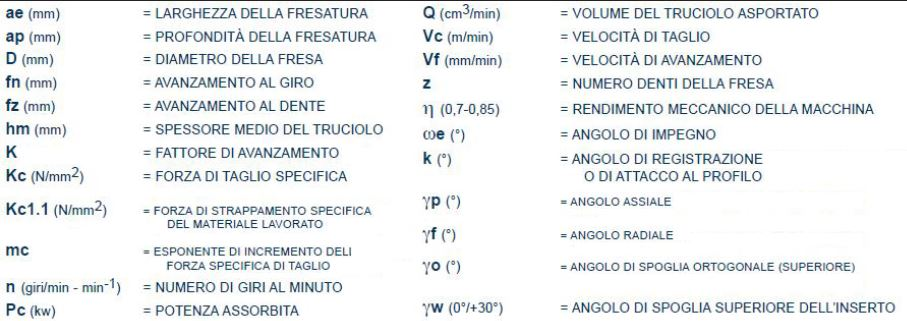 ae (mm) = LARGHEZZA DELLA FRESATURA
ap (mm) = PROFONDITÀ DELLA FRESATURA
D (mm) = DIAMETRO DELLA FRESA
fn (mm) = AVANZAMENTO AL GIRO
fz (mm) = AVANZAMENTO AL DENTE
hm (mm) = SPESSORE MEDIO DEL TRUCIOLO
K = FATTORE DI AVANZAMENTO
Kc (N/mm²) = FORZA DI TAGLIO SPECIFICA
Kc1.1 (N/mm²) = FORZA DI STRAPPAMENTO SPECIFICA
DEL MATERIALE LAVORATO
mc = ESPONENTE DI INCREMENTO DELI
FORZA SPECIFICA DI TAGLIO
n (giri/min - min⁻¹) = NUMERO DI GIRI AL MINUTO
Pc (kw) = POTENZA ASSORBITA
Q (cm³/min) = VOLUME DEL TRUCIOLO ASPORTATO
Vc (m/min) = VELOCITÀ DI TAGLIO
Vf (mm/min) = VELOCITÀ DI AVANZAMENTO
z = NUMERO DENTI DELLA FRESA
η (0,7-0,85) = RENDIMENTO MECCANICO DELLA MACCHINA
ωe (°) = ANGOLO DI IMPEGNO
k (°) = ANGOLO DI REGISTRAZIONE
O DI ATTACCO AL PROFILO
γp (°) = ANGOLO ASSIALE
γf (°) = ANGOLO RADIALE
γo (°) = ANGOLO DI SPOGLIA ORTOGONALE (SUPERIORE)
γw (0°/+30°) = ANGOLO DI SPOGLIA SUPERIORE DELL'INSERTO